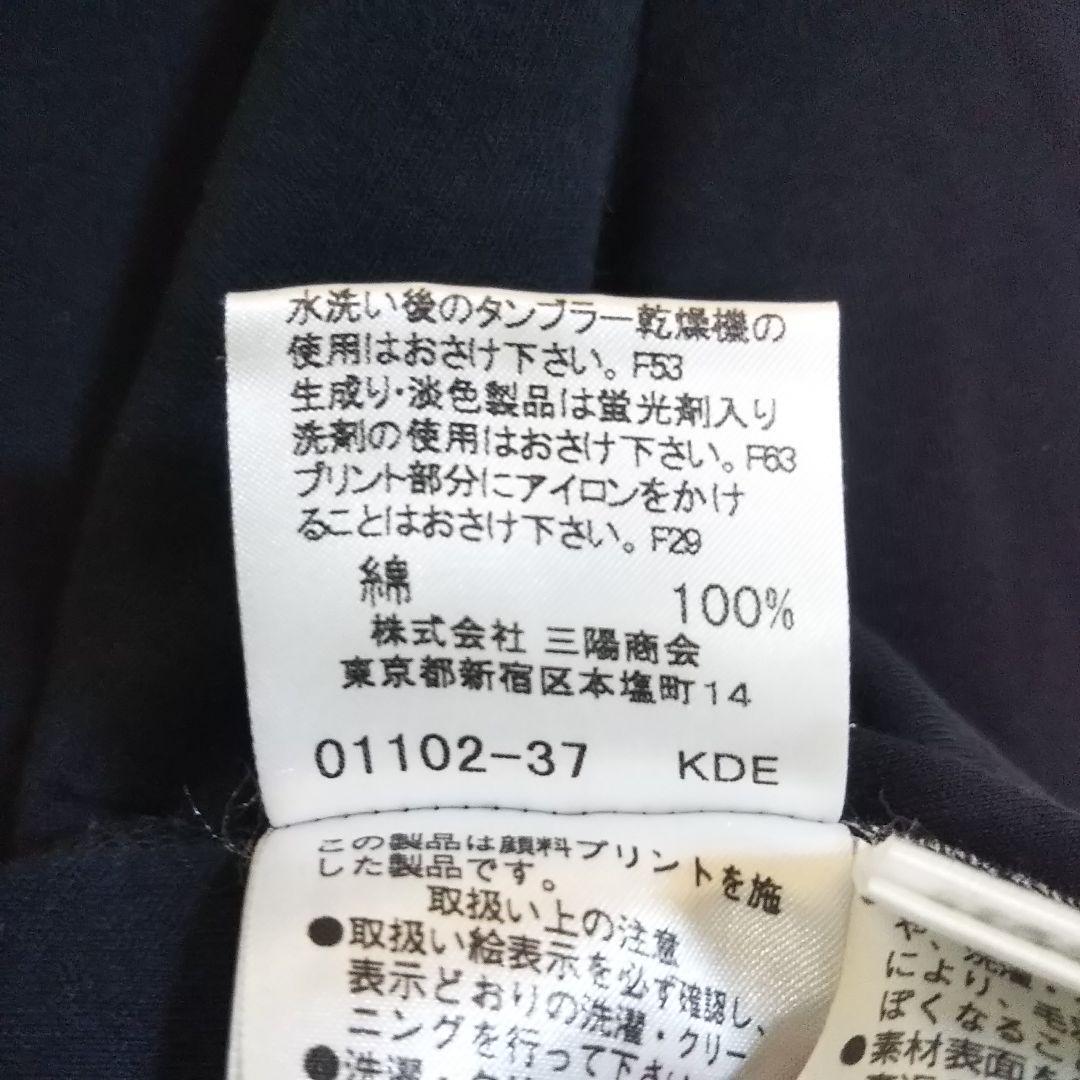 水洗い後のタンブラー乾燥機の
使用はおさけ下さい。F53
生成り・淡色製品は蛍光剤入り
洗剤の使用はおさけ下さい。F63
プリント部分にアイロンをかけ
ることはおさけ下さい。F29
綿 100%
株式会社 三陽商会
東京都新宿区本塩町14
01102-37 KDE
この製品は顔料プリントを施
した製品です。
取扱い上の注意
●取扱い絵表示を必ず確認し、
表示どおりの洗濯・クリー
ニングを行って下さい
●洗濯・
や、洗濯・
により、毛
ぽくなるこ
●素材表面